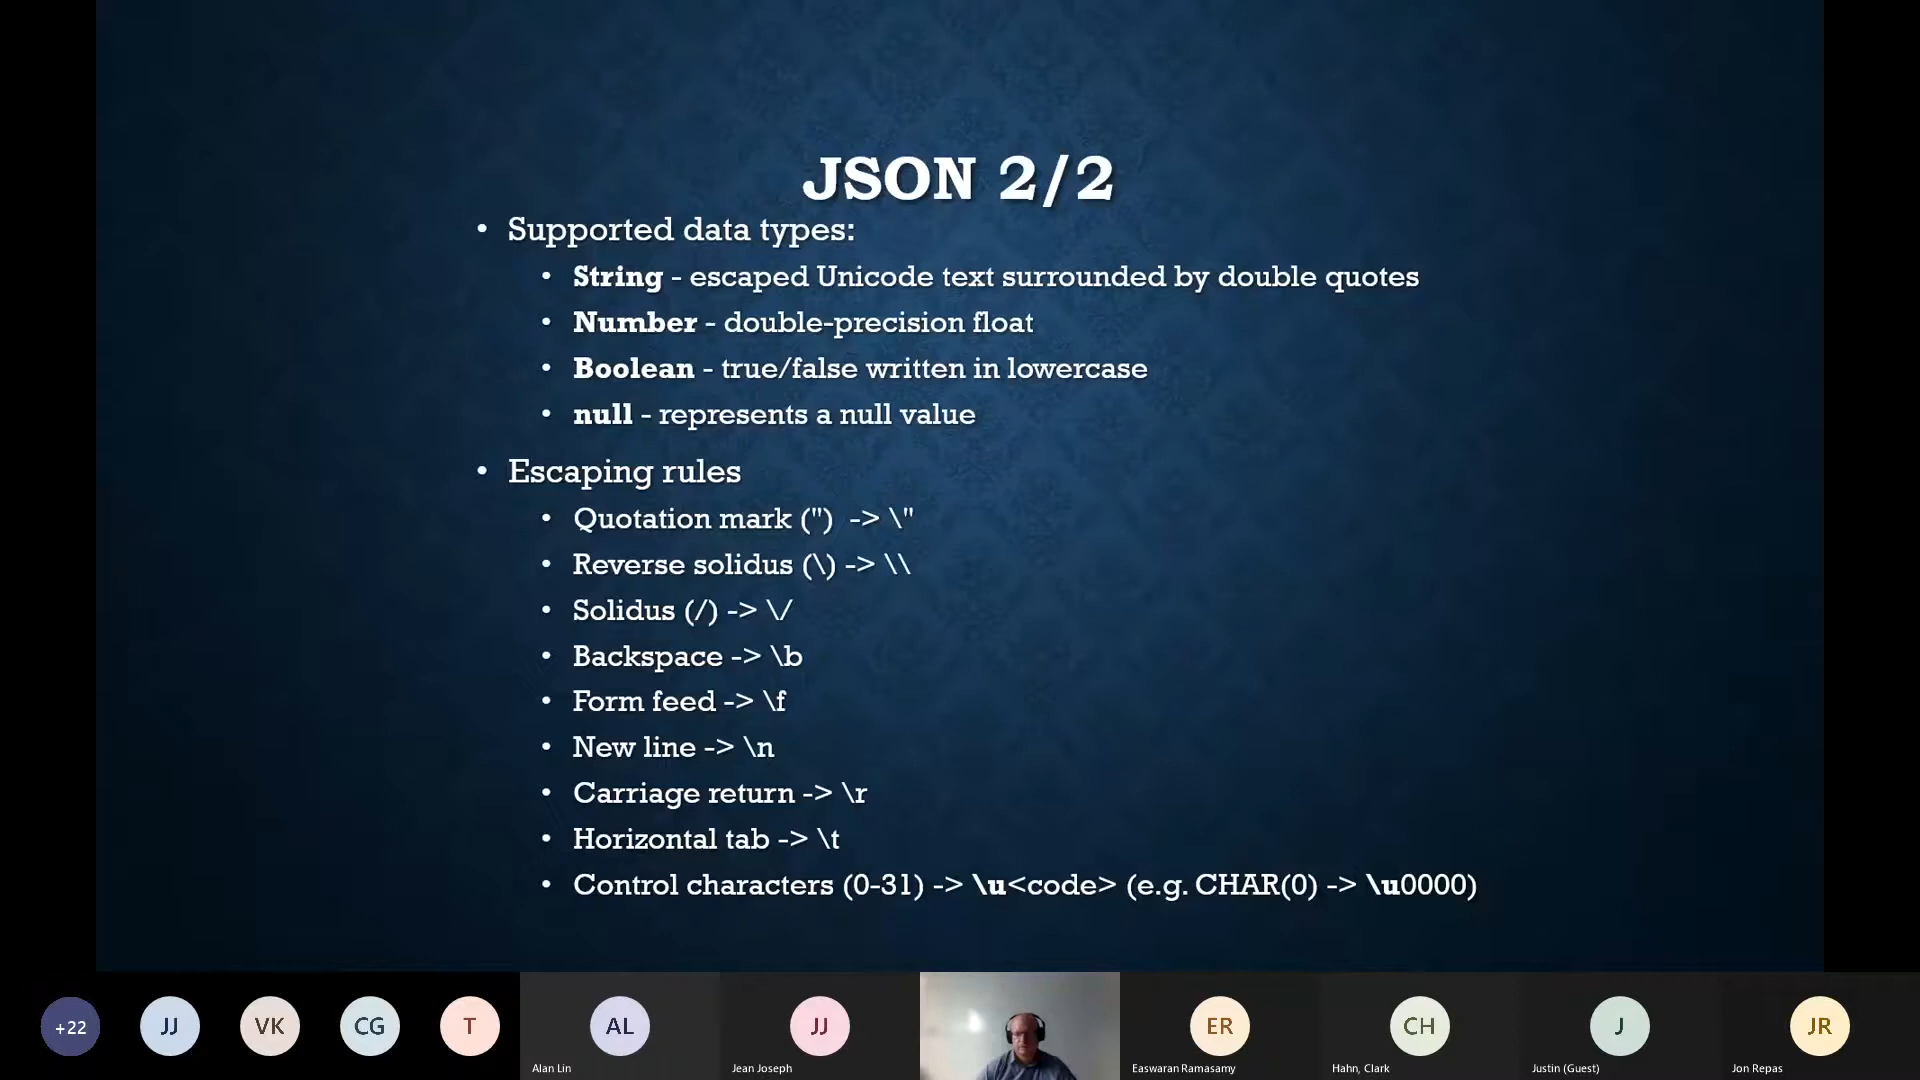 JSON 2/2
• Supported data types:
• String - escaped Unicode text surrounded by double quotes
• Number - double-precision float
• Boolean - true/false written in lowercase
• null - represents a null value
• Escaping rules
• Quotation mark (")  -> \"
• Reverse solidus (\) -> \\
• Solidus (/) -> \/
• Backspace -> \b
• Form feed -> \f
• New line -> \n
• Carriage return -> \r
• Horizontal tab -> \t
• Control characters (0-31) -> \u<code> (e.g. CHAR(0) -> \u0000)
+22 JJ VK CG T AL JJ ER CH J JR
Alan Lin Jean Joseph Easwaran Ramasamy Hahn, Clark Justin (Guest) Jon Repas